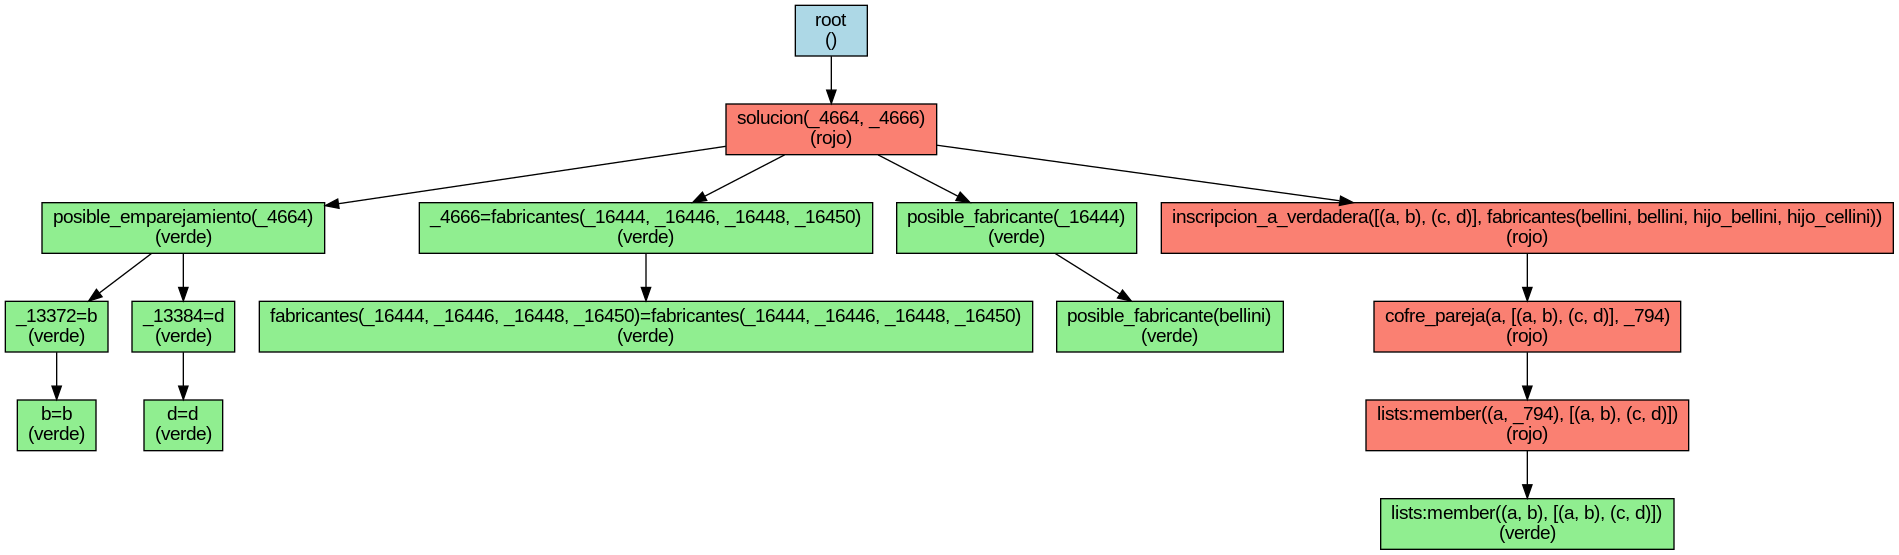 root
()
solucion(_4664, _4666)
(rojo)
posible_emparejamiento(_4664)
(verde)
_4666=fabricantes(_16444, _16446, _16448, _16450)
(verde)
posible_fabricante(_16444)
(verde)
inscripcion_a_verdadera([(a, b), (c, d)], fabricantes(bellini, bellini, hijo_bellini, hijo_cellini))
(rojo)
_13372=b
(verde)
_13384=d
(verde)
fabricantes(_16444, _16446, _16448, _16450)=fabricantes(_16444, _16446, _16448, _16450)
(verde)
posible_fabricante(bellini)
(verde)
cofre_pareja(a, [(a, b), (c, d)], _794)
(rojo)
b=b
(verde)
d=d
(verde)
lists:member((a, _794), [(a, b), (c, d)])
(rojo)
lists:member((a, b), [(a, b), (c, d)])
(verde)